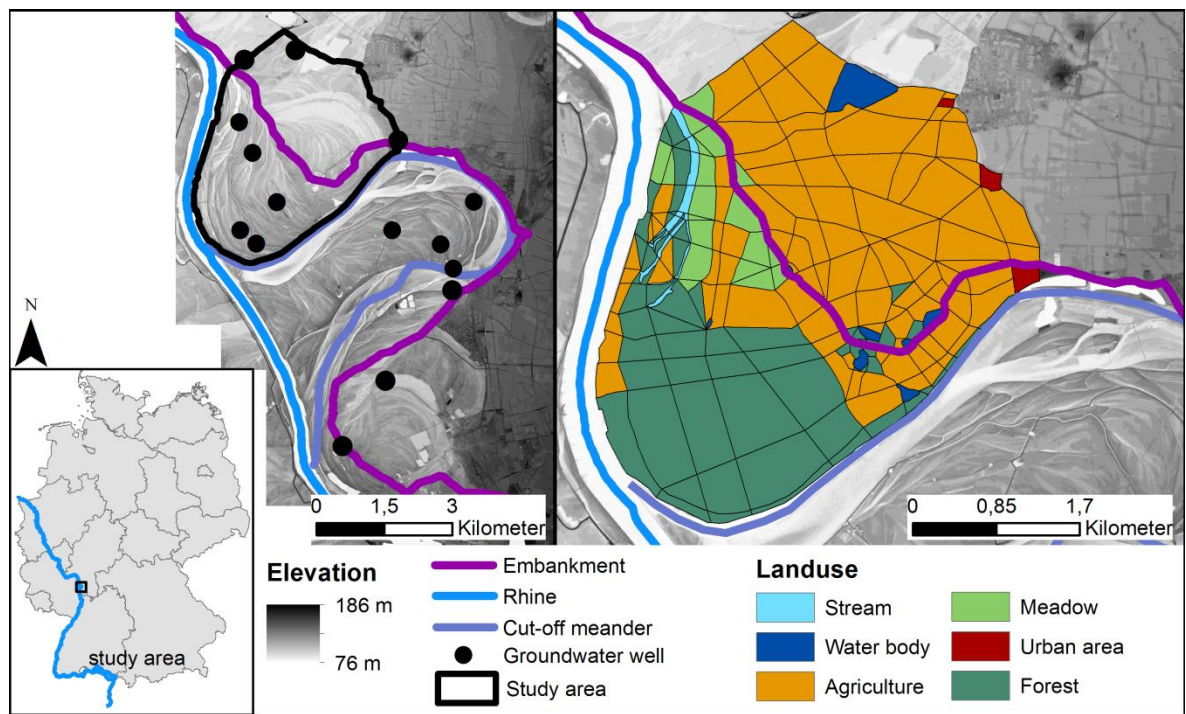 N
0 1,5 3
Kilometer
0 0,85 1,7
Kilometer
study area
Elevation
186 m
76 m
Embankment
Rhine
Cut-off meander
Groundwater well
Study area
Landuse
Stream
Water body
Agriculture
Meadow
Urban area
Forest